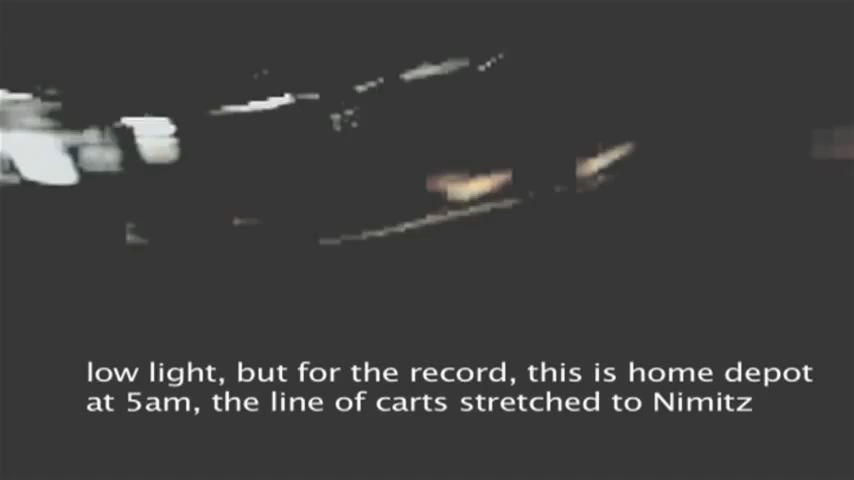 low light, but for the record, this is home depot
at 5am, the line of carts stretched to Nimitz